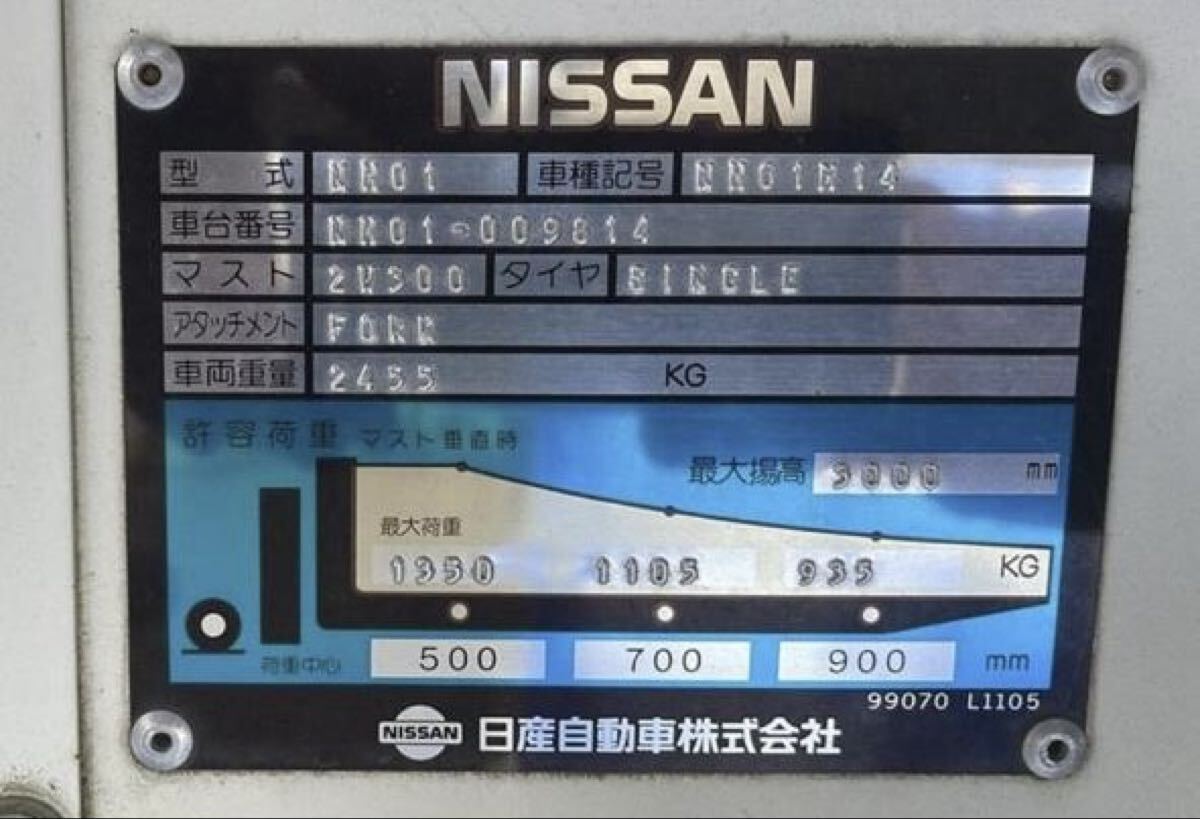 NISSAN
型式 NH01 車種記号 NH01M14
車台番号 NH01-009814
マスト 2W300 タイヤ SINGLE
アタッチメント FORK
車両重量 2455 KG
許容荷重 マスト垂直時
最大揚高 3000 mm
最大荷重
1350 1105 935 KG
荷重中心 500 700 900 mm
99070 L1105
NISSAN 日産自動車株式会社